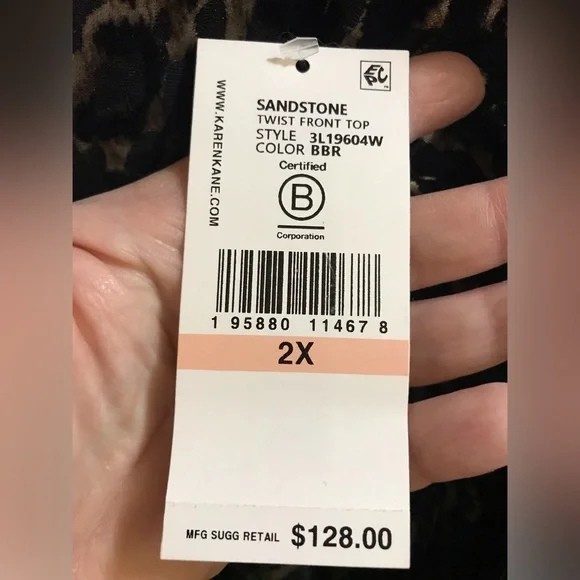 SANDSTONE
TWIST FRONT TOP
STYLE 3L19604W
COLOR BBR
WWW.KARENKANE.COM
Certified
B
Corporation
1 95880 11467 8
2X
MFG SUGG RETAIL $128.00